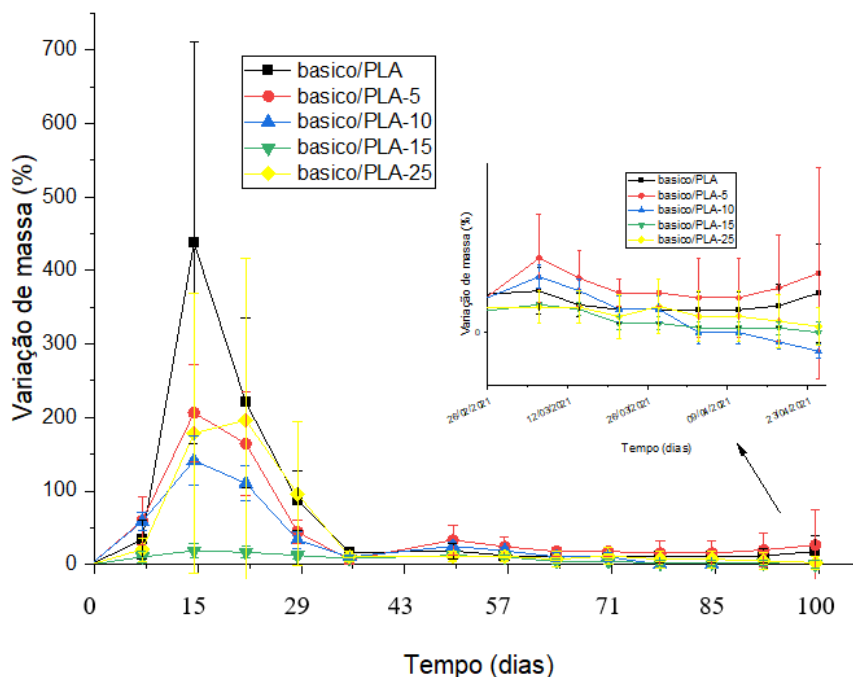 Variação de massa (%)
700
600
500
400
300
200
100
0
basico/PLA
basico/PLA-5
basico/PLA-10
basico/PLA-15
basico/PLA-25
Variação de massa (%)
0
basico/PLA
basico/PLA-5
basico/PLA-10
basico/PLA-15
basico/PLA-25
26/02/2021 12/03/2021 26/03/2021 09/04/2021 23/04/2021
Tempo (dias)
0 15 29 43 57 71 85 100
Tempo (dias)